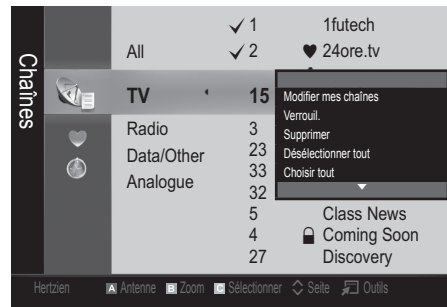 Chaînes
✓ 1 1futech
All ✓ 2 ♥ 24ore.tv
TV 15
Radio 3
Data/Other 23
Analogue 33
32
5 Class News
4 Coming Soon
27 Discovery
Modifier mes chaînes
Verrouil.
Supprimer
Désélectionner tout
Choisir tout
Hertzien A Antenne B Zoom C Sélectionner Seite Outils